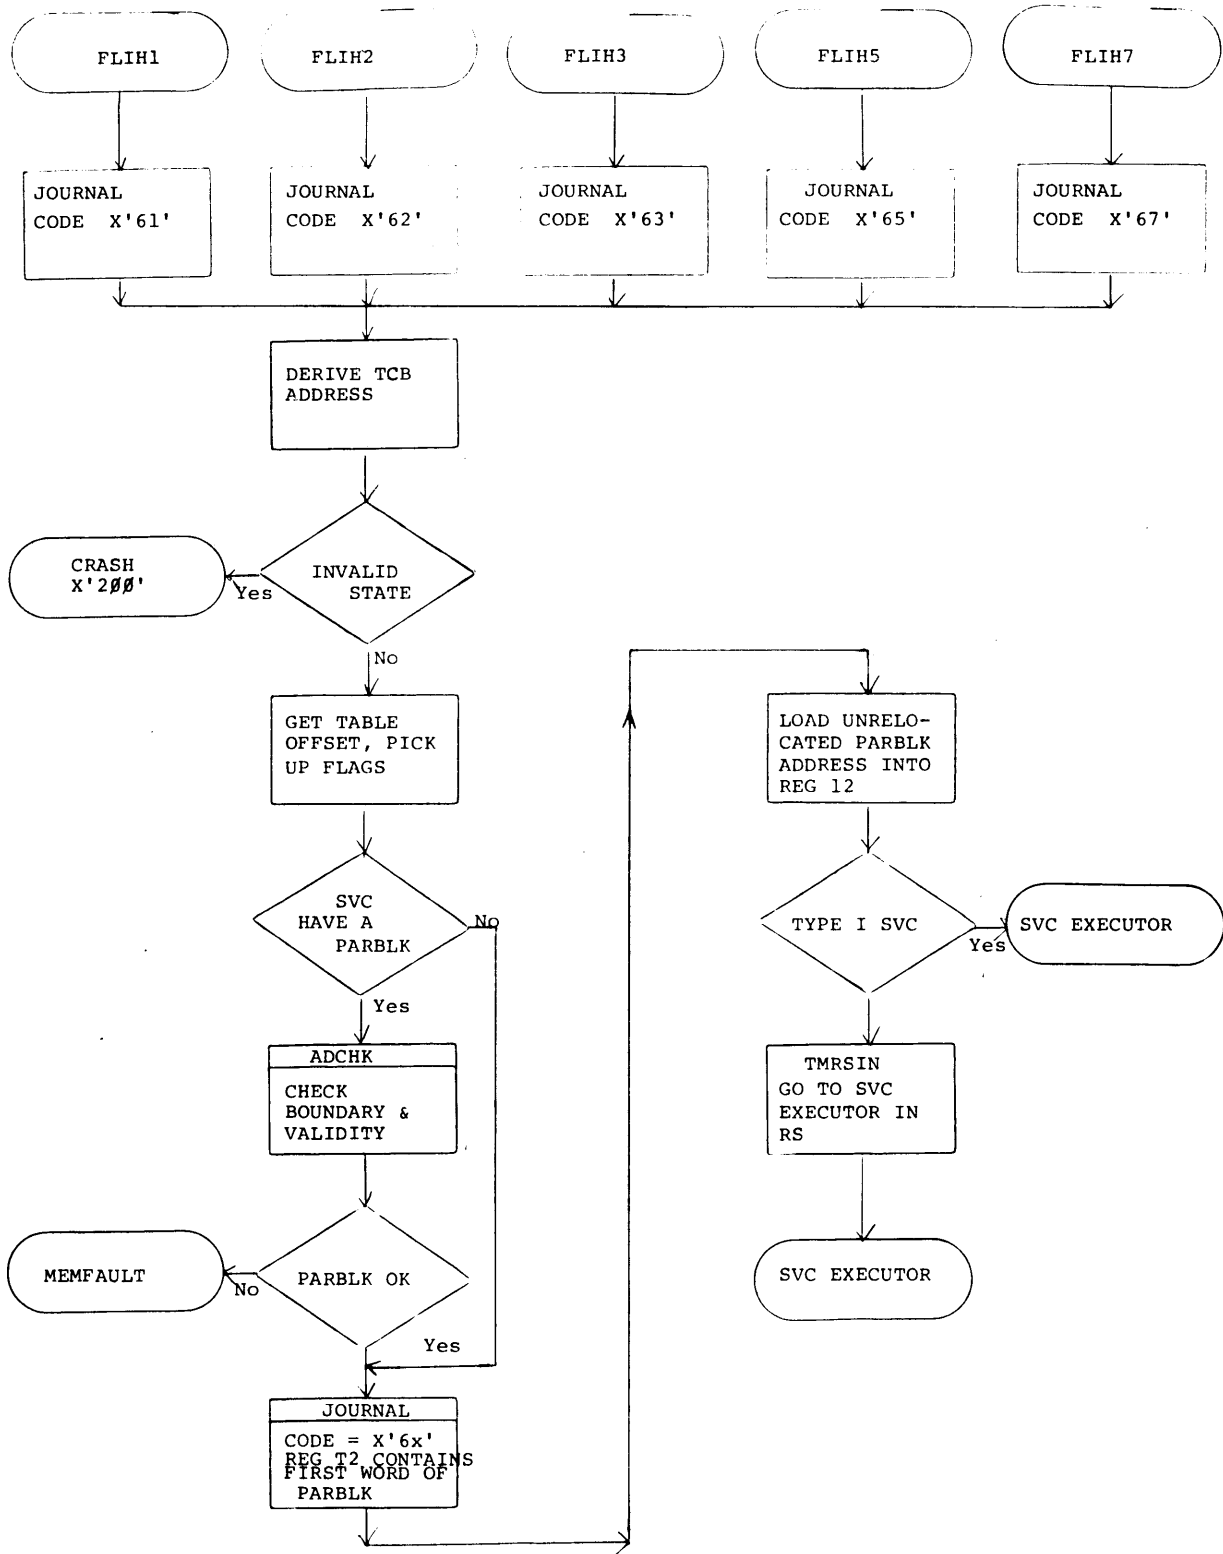 FLIH1
FLIH2
FLIH3
FLIH5
FLIH7
JOURNAL
CODE X'61'
JOURNAL
CODE X'62'
JOURNAL
CODE X'63'
JOURNAL
CODE X'65'
JOURNAL
CODE X'67'
DERIVE TCB
ADDRESS
INVALID
STATE
Yes
CRASH
X'2ØØ'
No
GET TABLE
OFFSET, PICK
UP FLAGS
SVC
HAVE A
PARBLK
No
Yes
ADCHK
CHECK
BOUNDARY &
VALIDITY
PARBLK OK
No
MEMFAULT
Yes
JOURNAL
CODE = X'6x'
REG T2 CONTAINS
FIRST WORD OF
PARBLK
LOAD UNRELO-
CATED PARBLK
ADDRESS INTO
REG 12
TYPE I SVC
Yes
SVC EXECUTOR
TMRSIN
GO TO SVC
EXECUTOR IN
RS
SVC EXECUTOR